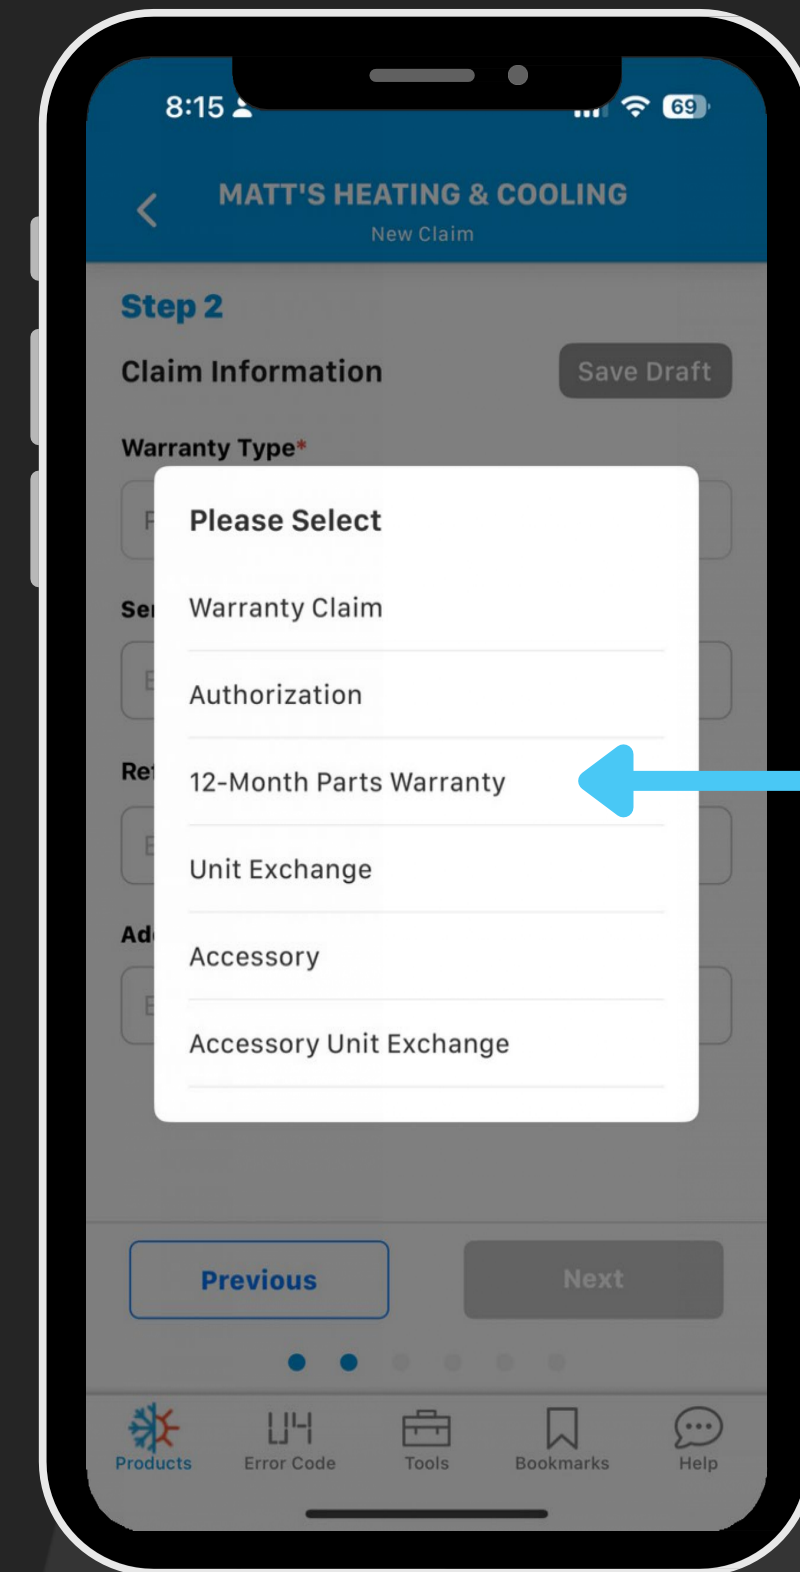 8:15
69
MATT'S HEATING & COOLING
New Claim
Step 2
Claim Information
Save Draft
Warranty Type*
Please Select
Warranty Claim
Authorization
12-Month Parts Warranty
Unit Exchange
Accessory
Accessory Unit Exchange
Previous
Next
U4
Products
Error Code
Tools
Bookmarks
Help